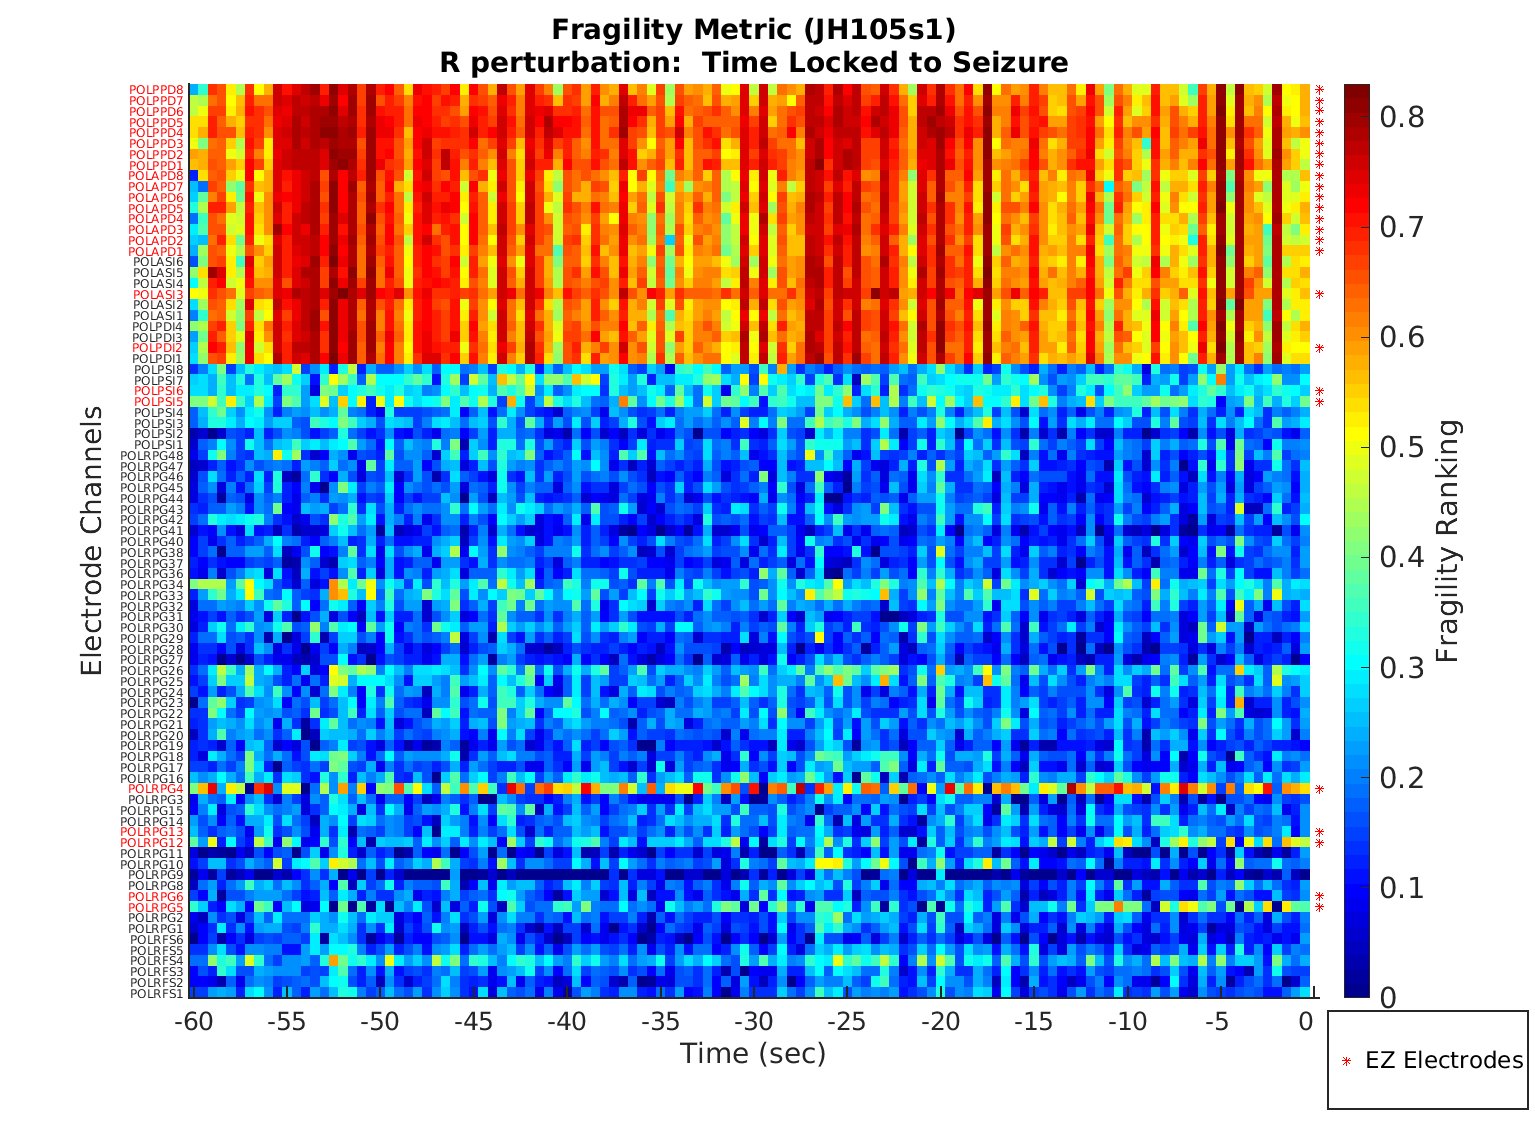 Fragility Metric (JH105s1)
R perturbation:  Time Locked to Seizure
Electrode Channels
POLPPD8
POLPPD7
POLPPD6
POLPPD5
POLPPD4
POLPPD3
POLPPD2
POLPPD1
POLAPD8
POLAPD7
POLAPD6
POLAPD5
POLAPD4
POLAPD3
POLAPD2
POLAPD1
POLASI6
POLASI5
POLASI4
POLASI3
POLASI2
POLASI1
POLPDI4
POLPDI3
POLPDI2
POLPDI1
POLPSI8
POLPSI7
POLPSI6
POLPSI5
POLPSI4
POLPSI3
POLPSI2
POLPSI1
POLRPG48
POLRPG47
POLRPG46
POLRPG45
POLRPG44
POLRPG43
POLRPG42
POLRPG41
POLRPG40
POLRPG38
POLRPG37
POLRPG36
POLRPG34
POLRPG33
POLRPG32
POLRPG31
POLRPG30
POLRPG29
POLRPG28
POLRPG27
POLRPG26
POLRPG25
POLRPG24
POLRPG23
POLRPG22
POLRPG21
POLRPG20
POLRPG19
POLRPG18
POLRPG17
POLRPG16
POLRPG4
POLRPG3
POLRPG15
POLRPG14
POLRPG13
POLRPG12
POLRPG11
POLRPG10
POLRPG9
POLRPG8
POLRPG6
POLRPG5
POLRPG2
POLRPG1
POLRFS6
POLRFS5
POLRFS4
POLRFS3
POLRFS2
POLRFS1
-60 -55 -50 -45 -40 -35 -30 -25 -20 -15 -10 -5 0
Time (sec)
0.8
0.7
0.6
0.5
0.4
0.3
0.2
0.1
0
Fragility Ranking
EZ Electrodes